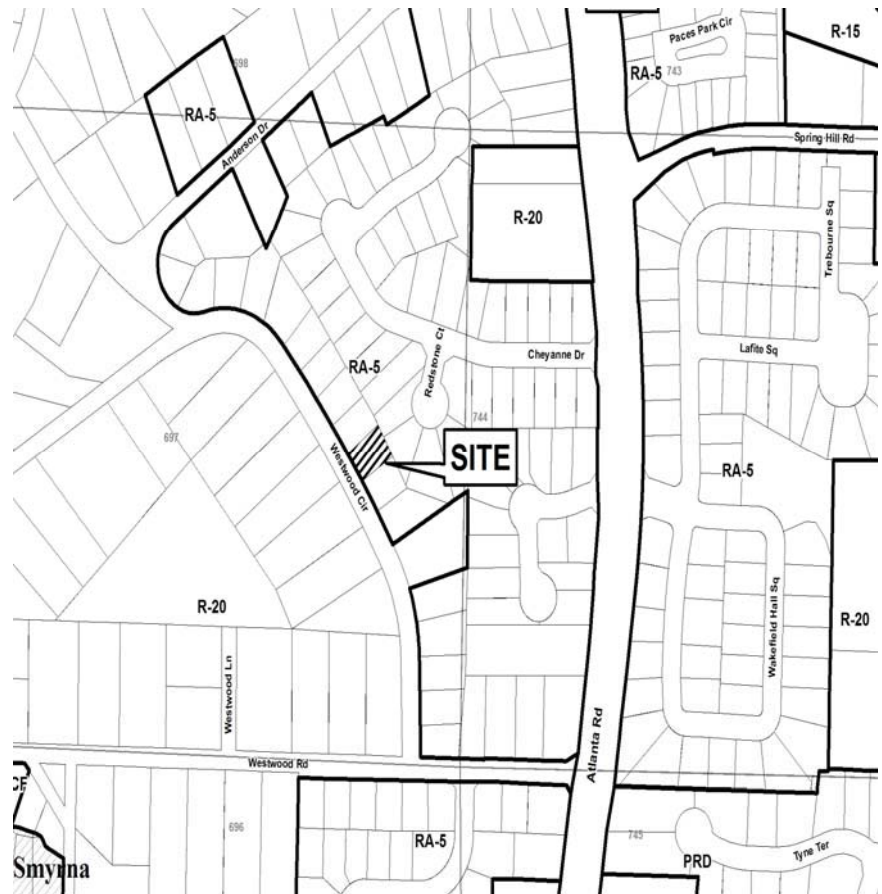 Paces Park Cir
R-15
698
RA-5
743
RA-5
Anderson Dr
Spring Hill Rd
R-20
Trebourne Sq
Redstone Ct
Cheyanne Dr
Lafite Sq
RA-5
744
697
SITE
Westwood Cir
RA-5
R-20
R-20
Wakefield Hall Sq
Westwood Ln
Atlanta Rd
Westwood Rd
696
RA-5
745
PRD
Tyne Ter
Smyrna